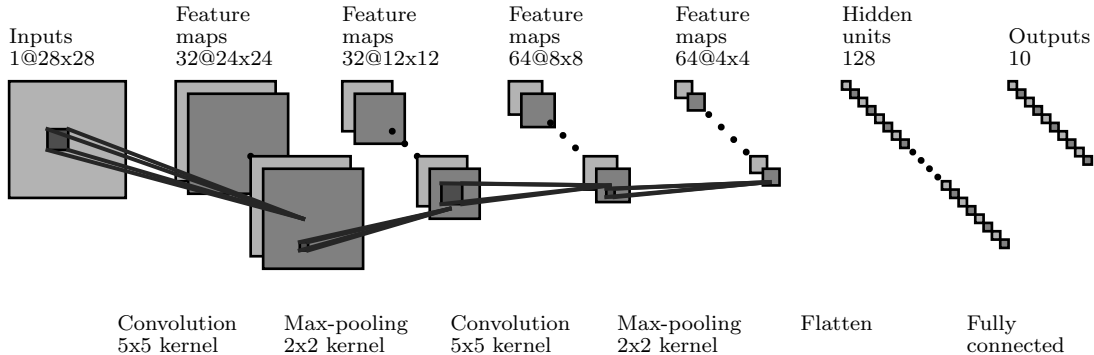 Inputs
1@28x28
Feature
maps
32@24x24
Feature
maps
32@12x12
Feature
maps
64@8x8
Feature
maps
64@4x4
Hidden
units
128
Outputs
10
Convolution
5x5 kernel
Max-pooling
2x2 kernel
Convolution
5x5 kernel
Max-pooling
2x2 kernel
Flatten
Fully
connected